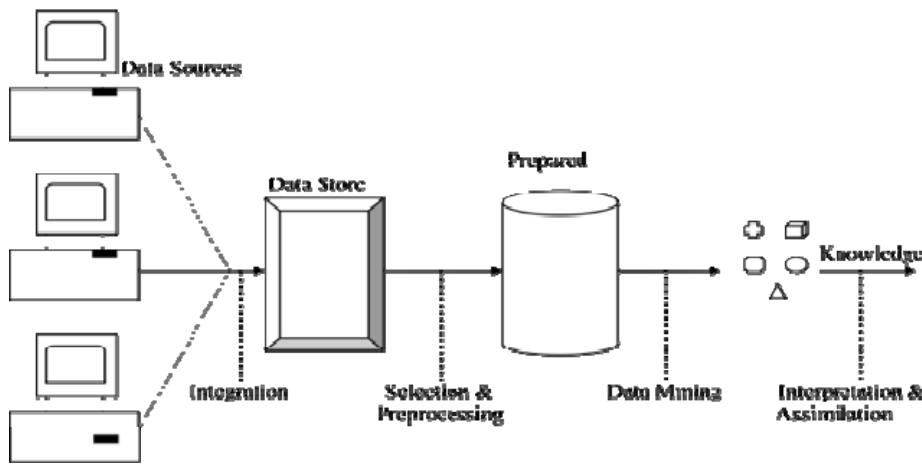 Data Sources
Prepared
Data Store
Knowledge
Integration
Selection &
Preprocessing
Data Mining
Interpretation &
Assimilation